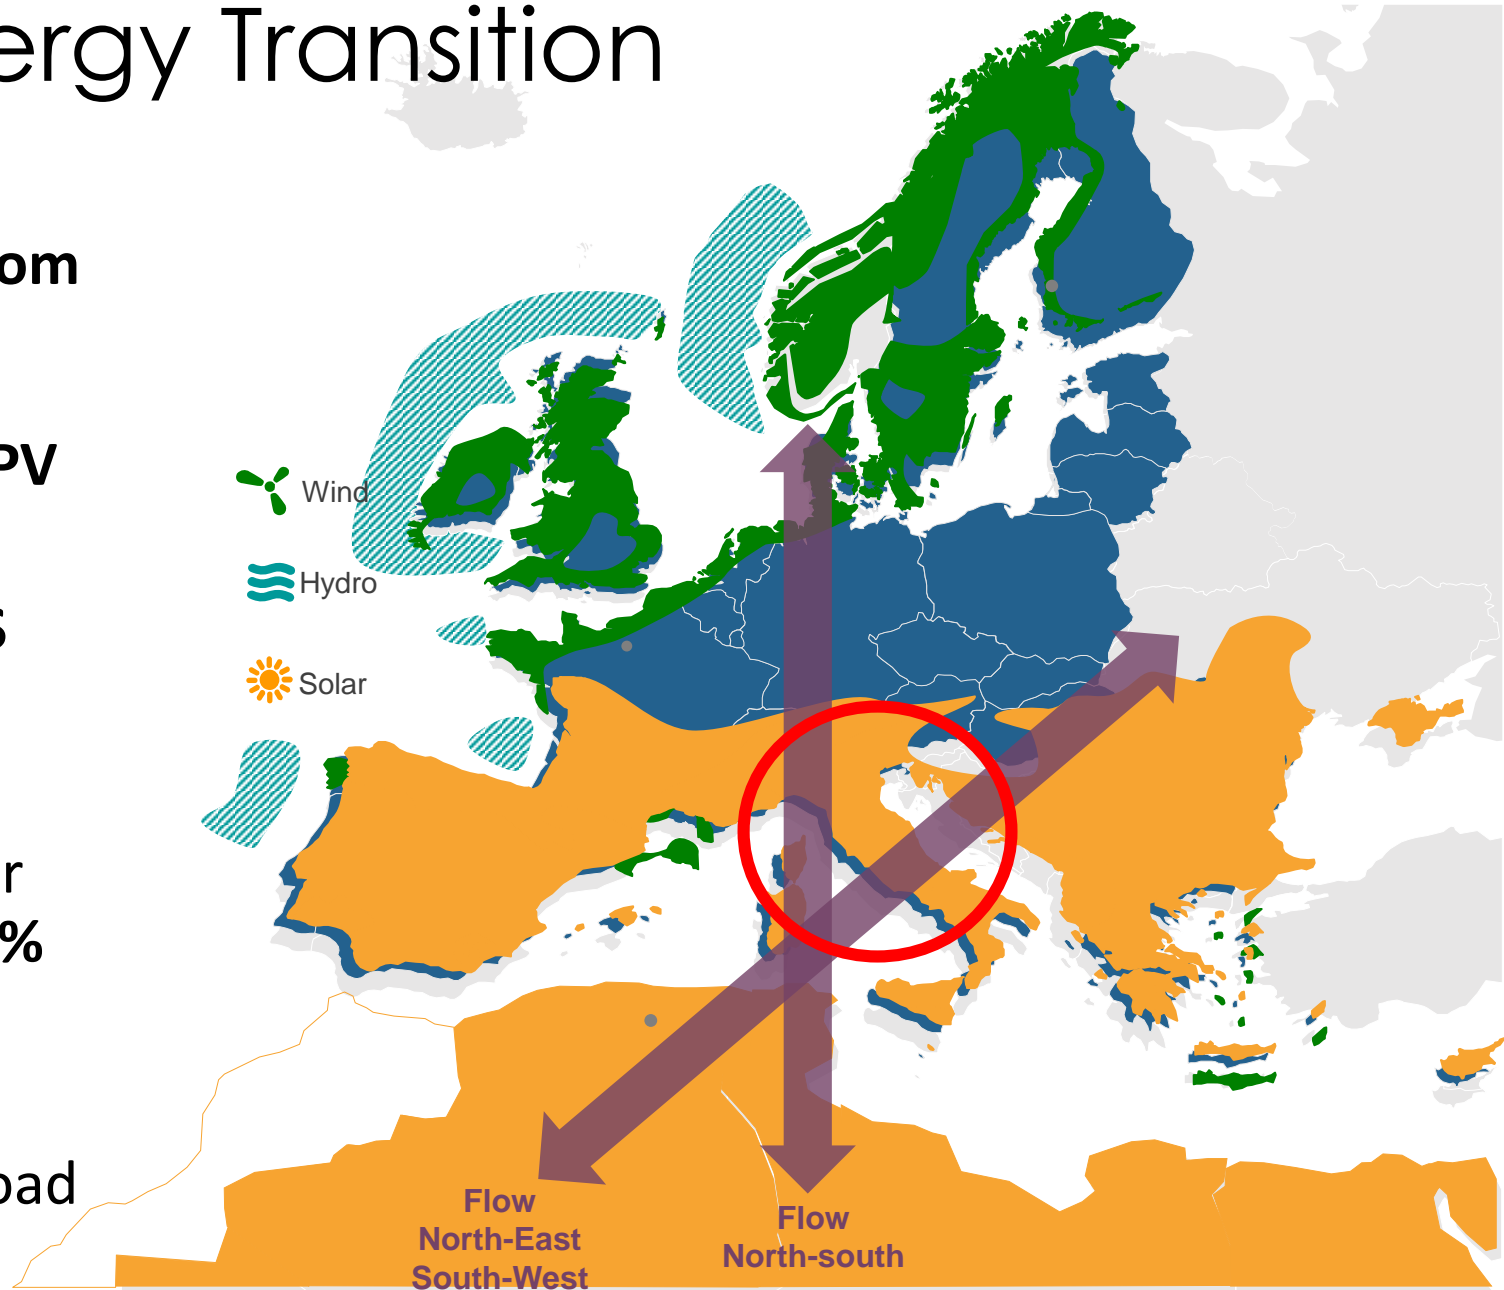 ergy Transition
om
PV
Wind
Hydro
s
Solar
r
%
oad
Flow
North-East
South-West
Flow
North-south